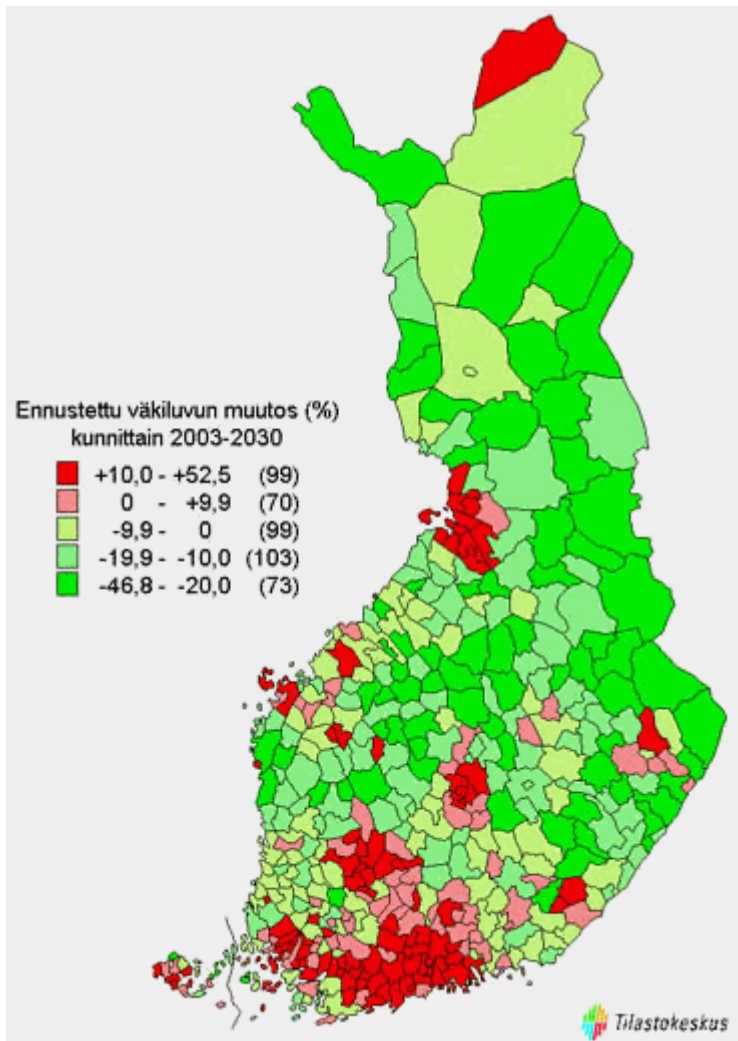 Ennustettu väkiluvun muutos (%)
kunnittain 2003-2030
+10,0 - +52,5 (99)
0 - +9,9 (70)
-9,9 - 0 (99)
-19,9 - -10,0 (103)
-46,8 - -20,0 (73)
Tilastokeskus